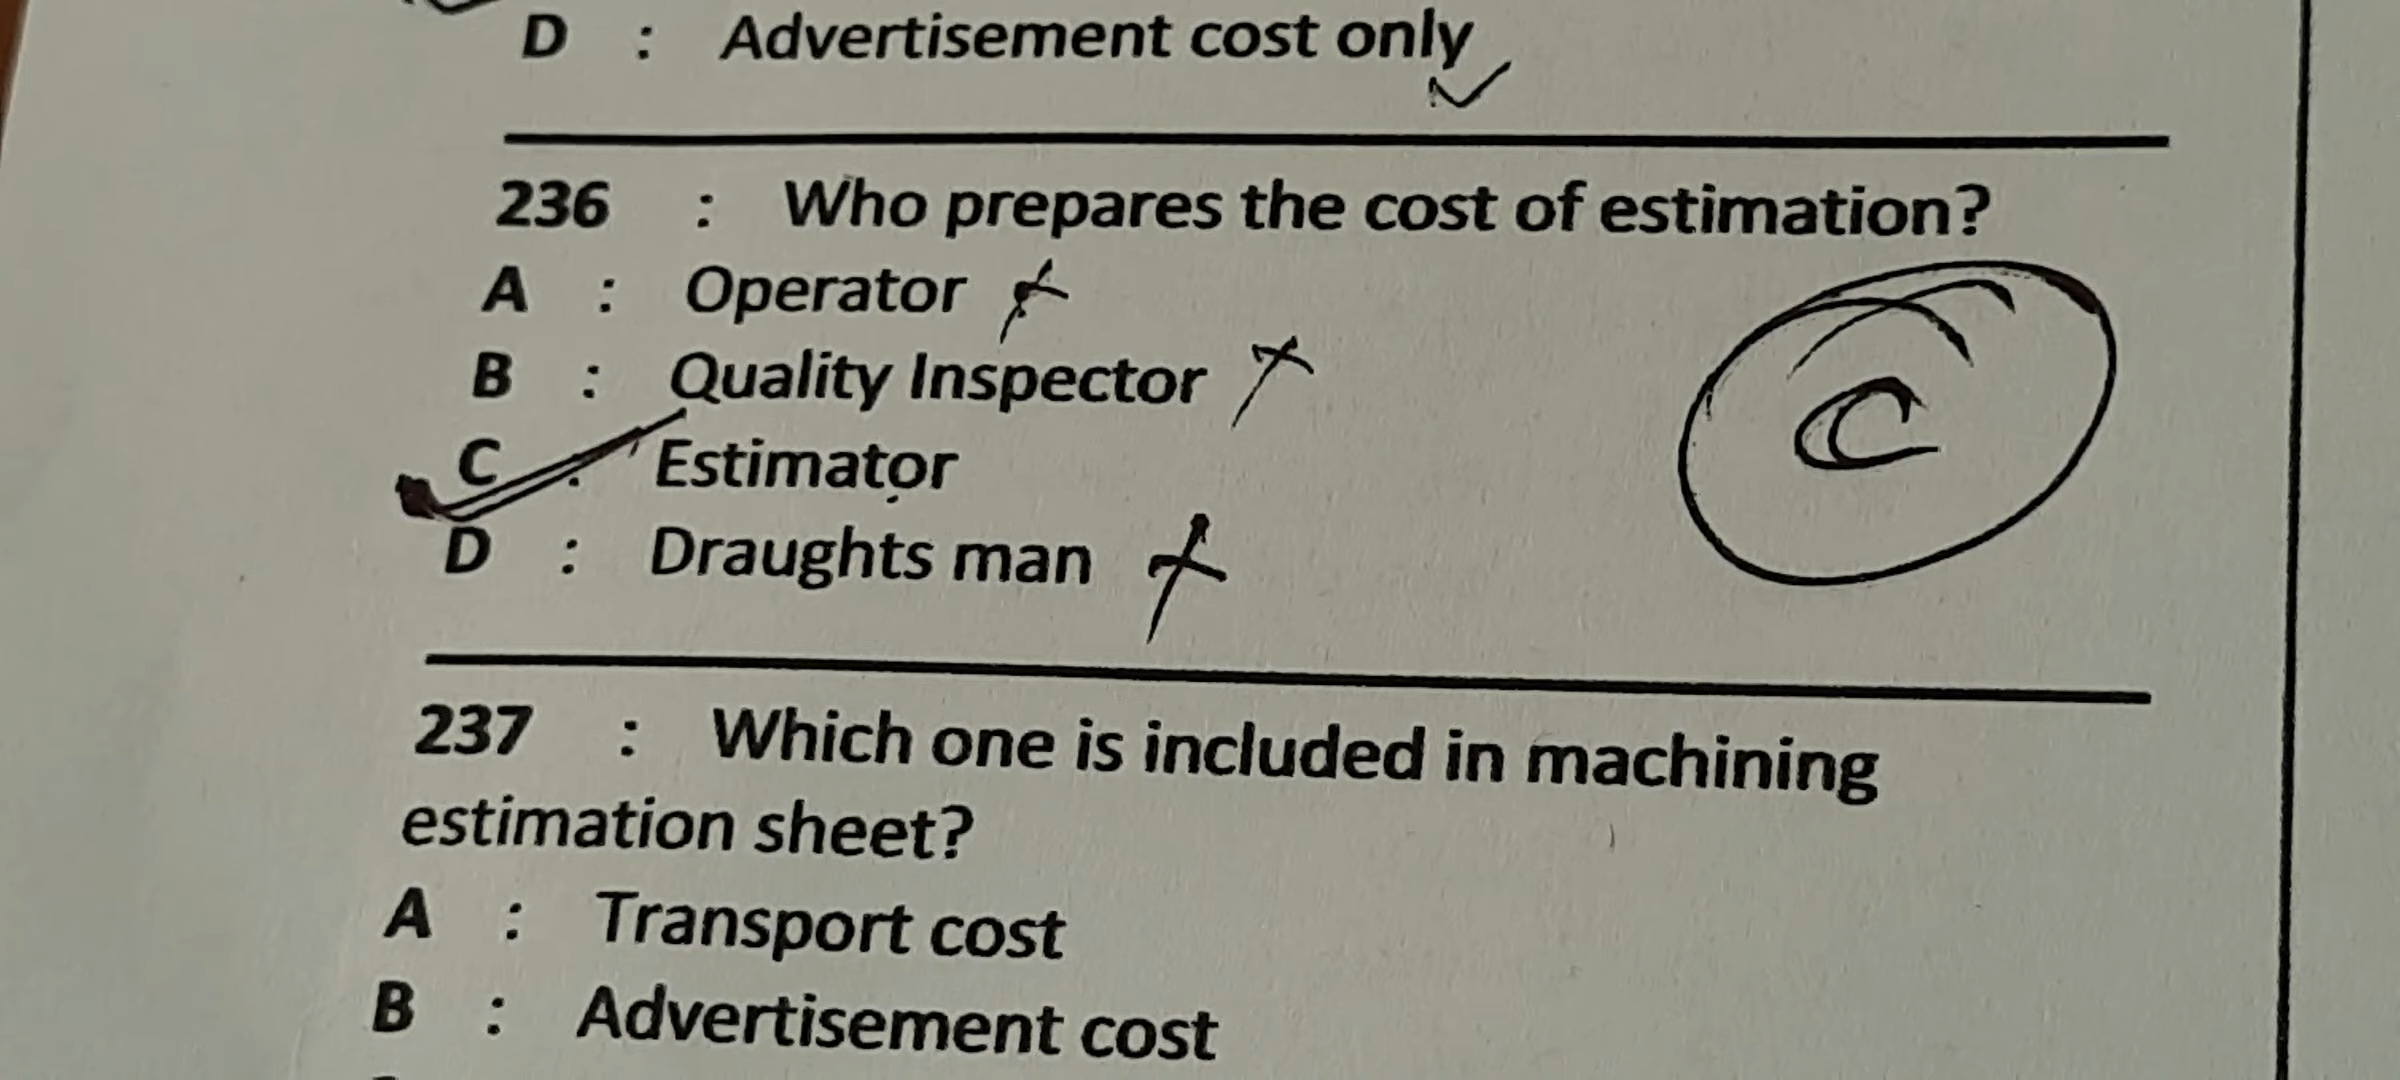 D : Advertisement cost only
236 : Who prepares the cost of estimation?
A : Operator
B : Quality Inspector
C : Estimator
C
D : Draughts man
237 : Which one is included in machining
estimation sheet?
A : Transport cost
B : Advertisement cost